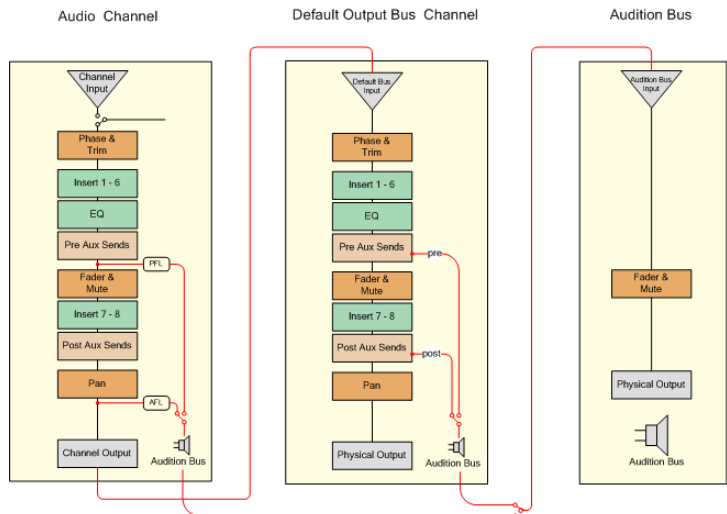 Audio Channel
Default Output Bus Channel
Audition Bus
Channel
Input
Phase &
Trim
Insert 1 - 6
EQ
Pre Aux Sends
PFL
Fader &
Mute
Insert 7 - 8
Post Aux Sends
Pan
AFL
Channel Output
Audition Bus
Default Bus
Input
Phase &
Trim
Insert 1 - 6
EQ
Pre Aux Sends
pre
Fader &
Mute
Insert 7 - 8
Post Aux Sends
post
Pan
Physical Output
Audition Bus
Audition Bus
Input
Fader &
Mute
Physical Output
Audition Bus